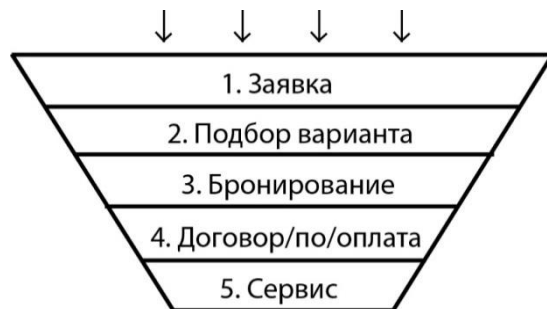 1. Заявка
2. Подбор варианта
3. Бронирование
4. Договор/по/оплата
5. Сервис